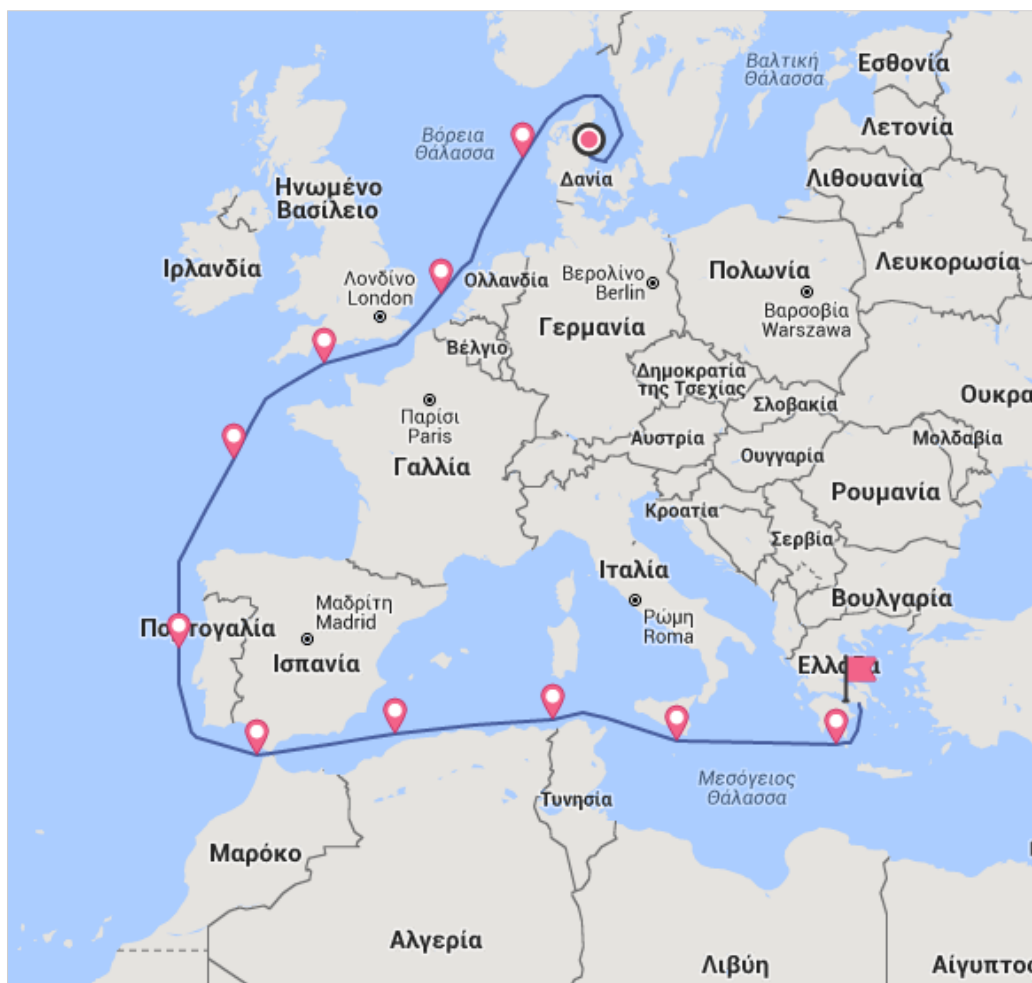 Βαλτική
Θάλασσα
Εσθονία
Λετονία
Βόρεια
Θάλασσα
Δανία
Λιθουανία
Ηνωμένο
Βασίλειο
Ιρλανδία
Λονδίνο
London
Ολλανδία
Βερολίνο
Berlin
Πολωνία
Λευκορωσία
Βαρσοβία
Warszawa
Γερμανία
Βέλγιο
Δημοκρατία
της Τσεχίας
Σλοβακία
Ουκρα
Παρίσι
Paris
Αυστρία
Μολδαβία
Ουγγαρία
Γαλλία
Ρουμανία
Κροατία
Σερβία
Ιταλία
Βουλγαρία
Μαδρίτη
Madrid
Ρώμη
Roma
Ισπανία
Μεσόγειος
Θάλασσα
Τυνησία
Μαρόκο
Αλγερία
Λιβύη
Αίγυπτος